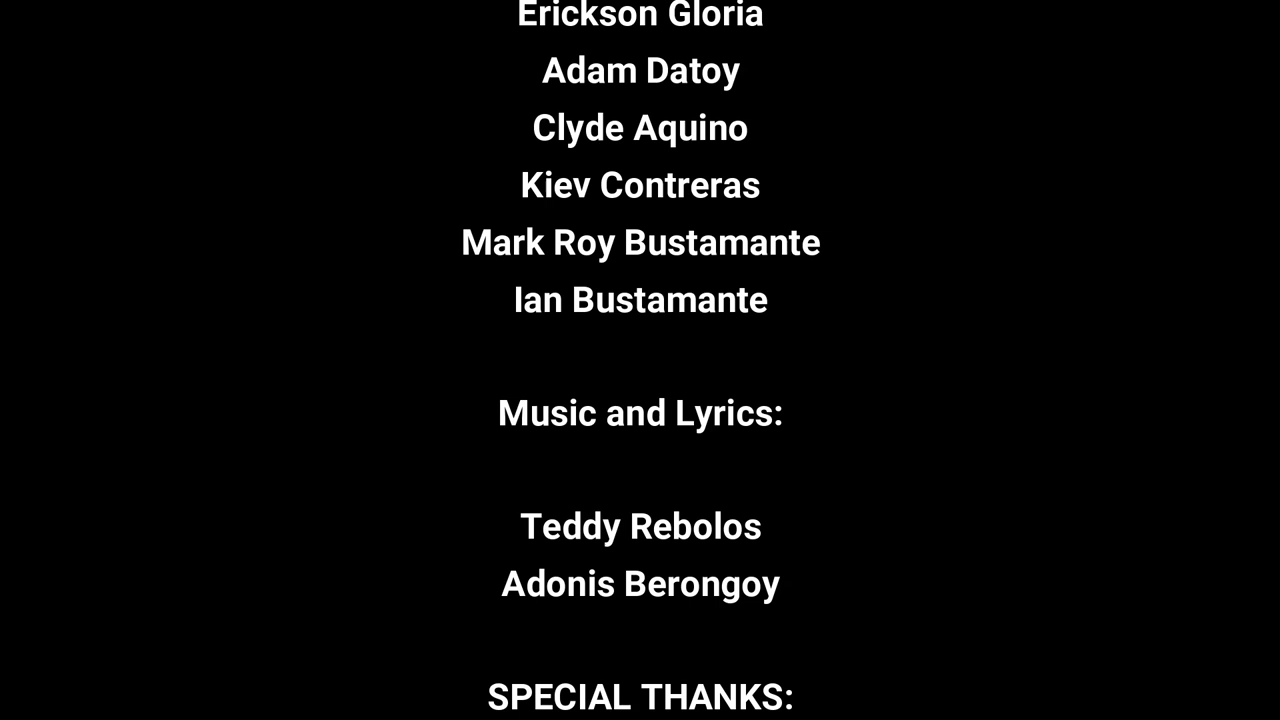 Erickson Gloria
Adam Datoy
Clyde Aquino
Kiev Contreras
Mark Roy Bustamante
Ian Bustamante
Music and Lyrics:
Teddy Rebolos
Adonis Berongoy
SPECIAL THANKS: